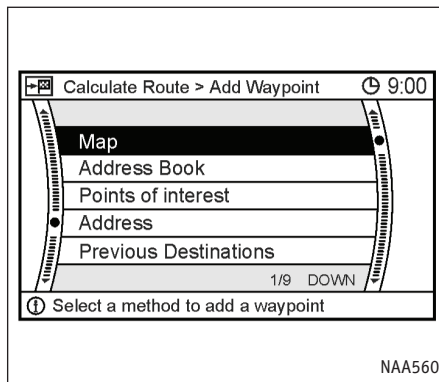 Calculate Route > Add Waypoint 9:00
Map
Address Book
Points of interest
Address
Previous Destinations
1/9 DOWN
Select a method to add a waypoint
NAA560